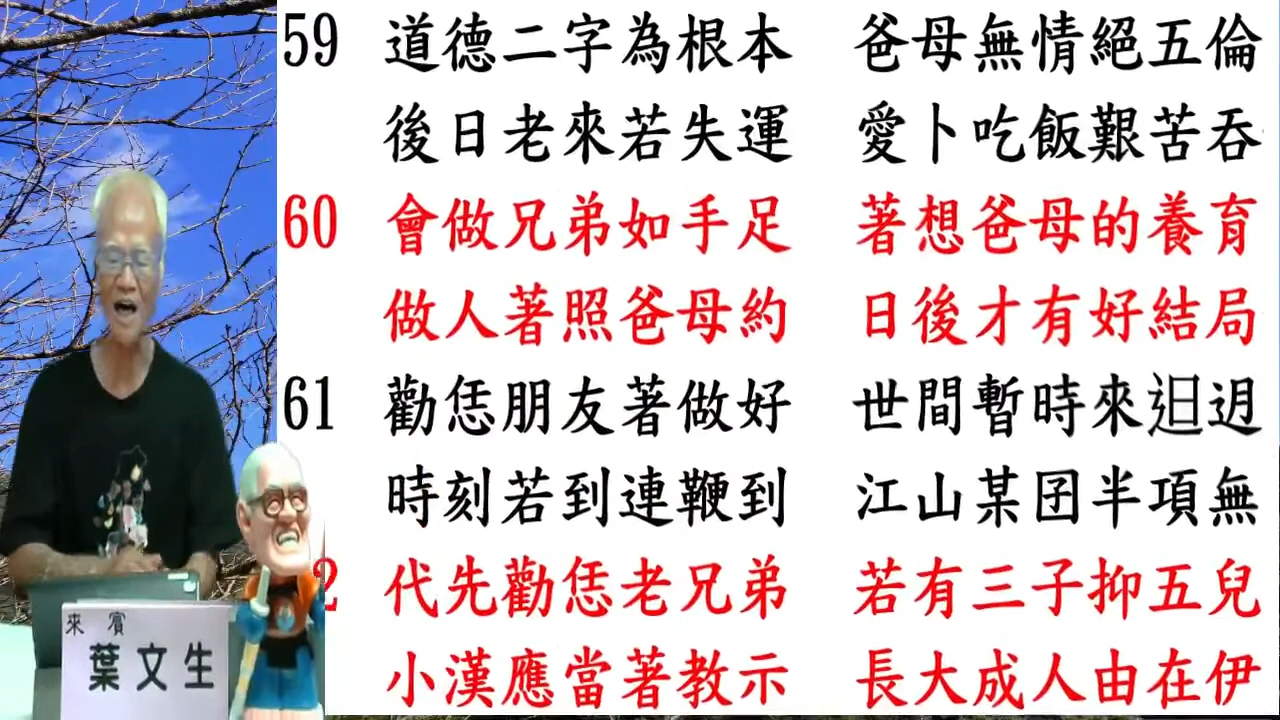 59 道德二字為根本 爸母無情絕五倫
後日老來若失運 愛卜吃飯艱苦吞
60 會做兄弟如手足 著想爸母的養育
做人著照爸母約 日後才有好結局
61 勸恁朋友著做好 世間暫時來𨑨迌
時刻若到連鞭到 江山某囝半項無
2 代先勸恁老兄弟 若有三子抑五兒
小漢應當著教示 長大成人由在伊
來賓
葉文生